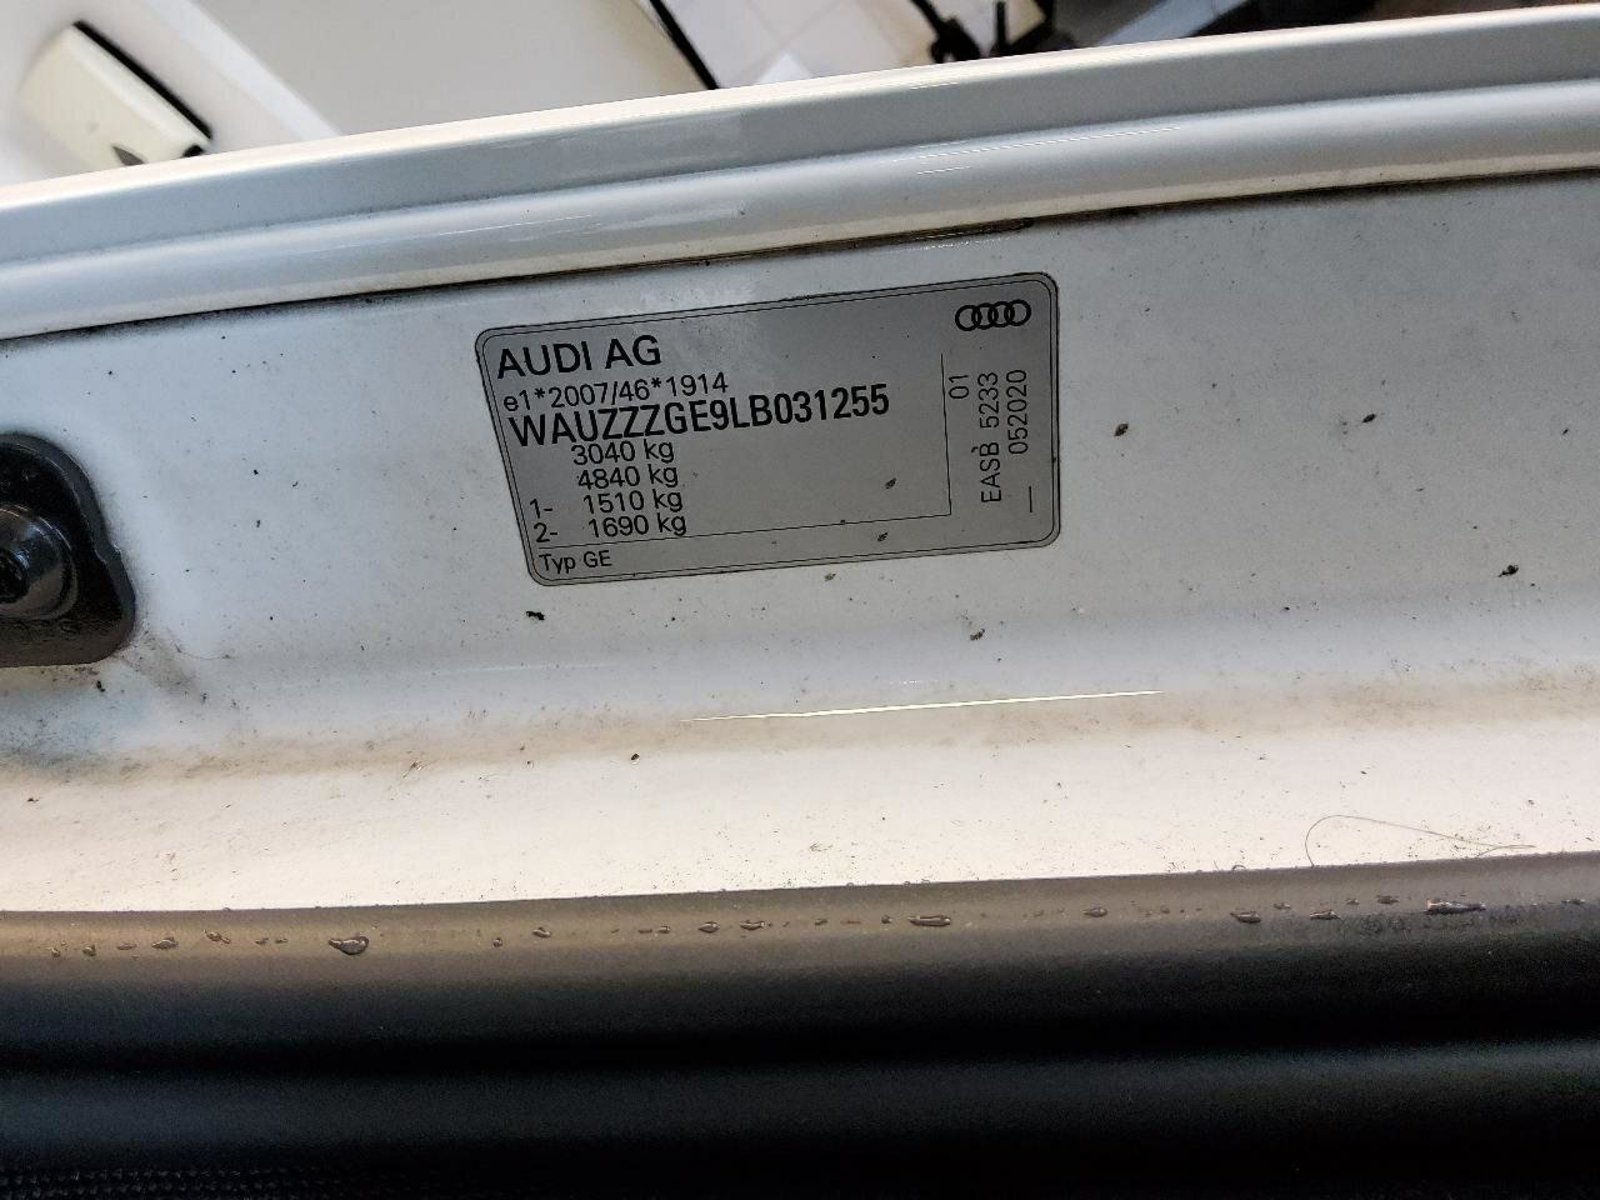 AUDI AG
e1*2007/46*1914
WAUZZZGE9LB031255
3040 kg
4840 kg
1- 1510 kg
2- 1690 kg
Typ GE
01
EASB 5233
— 052020